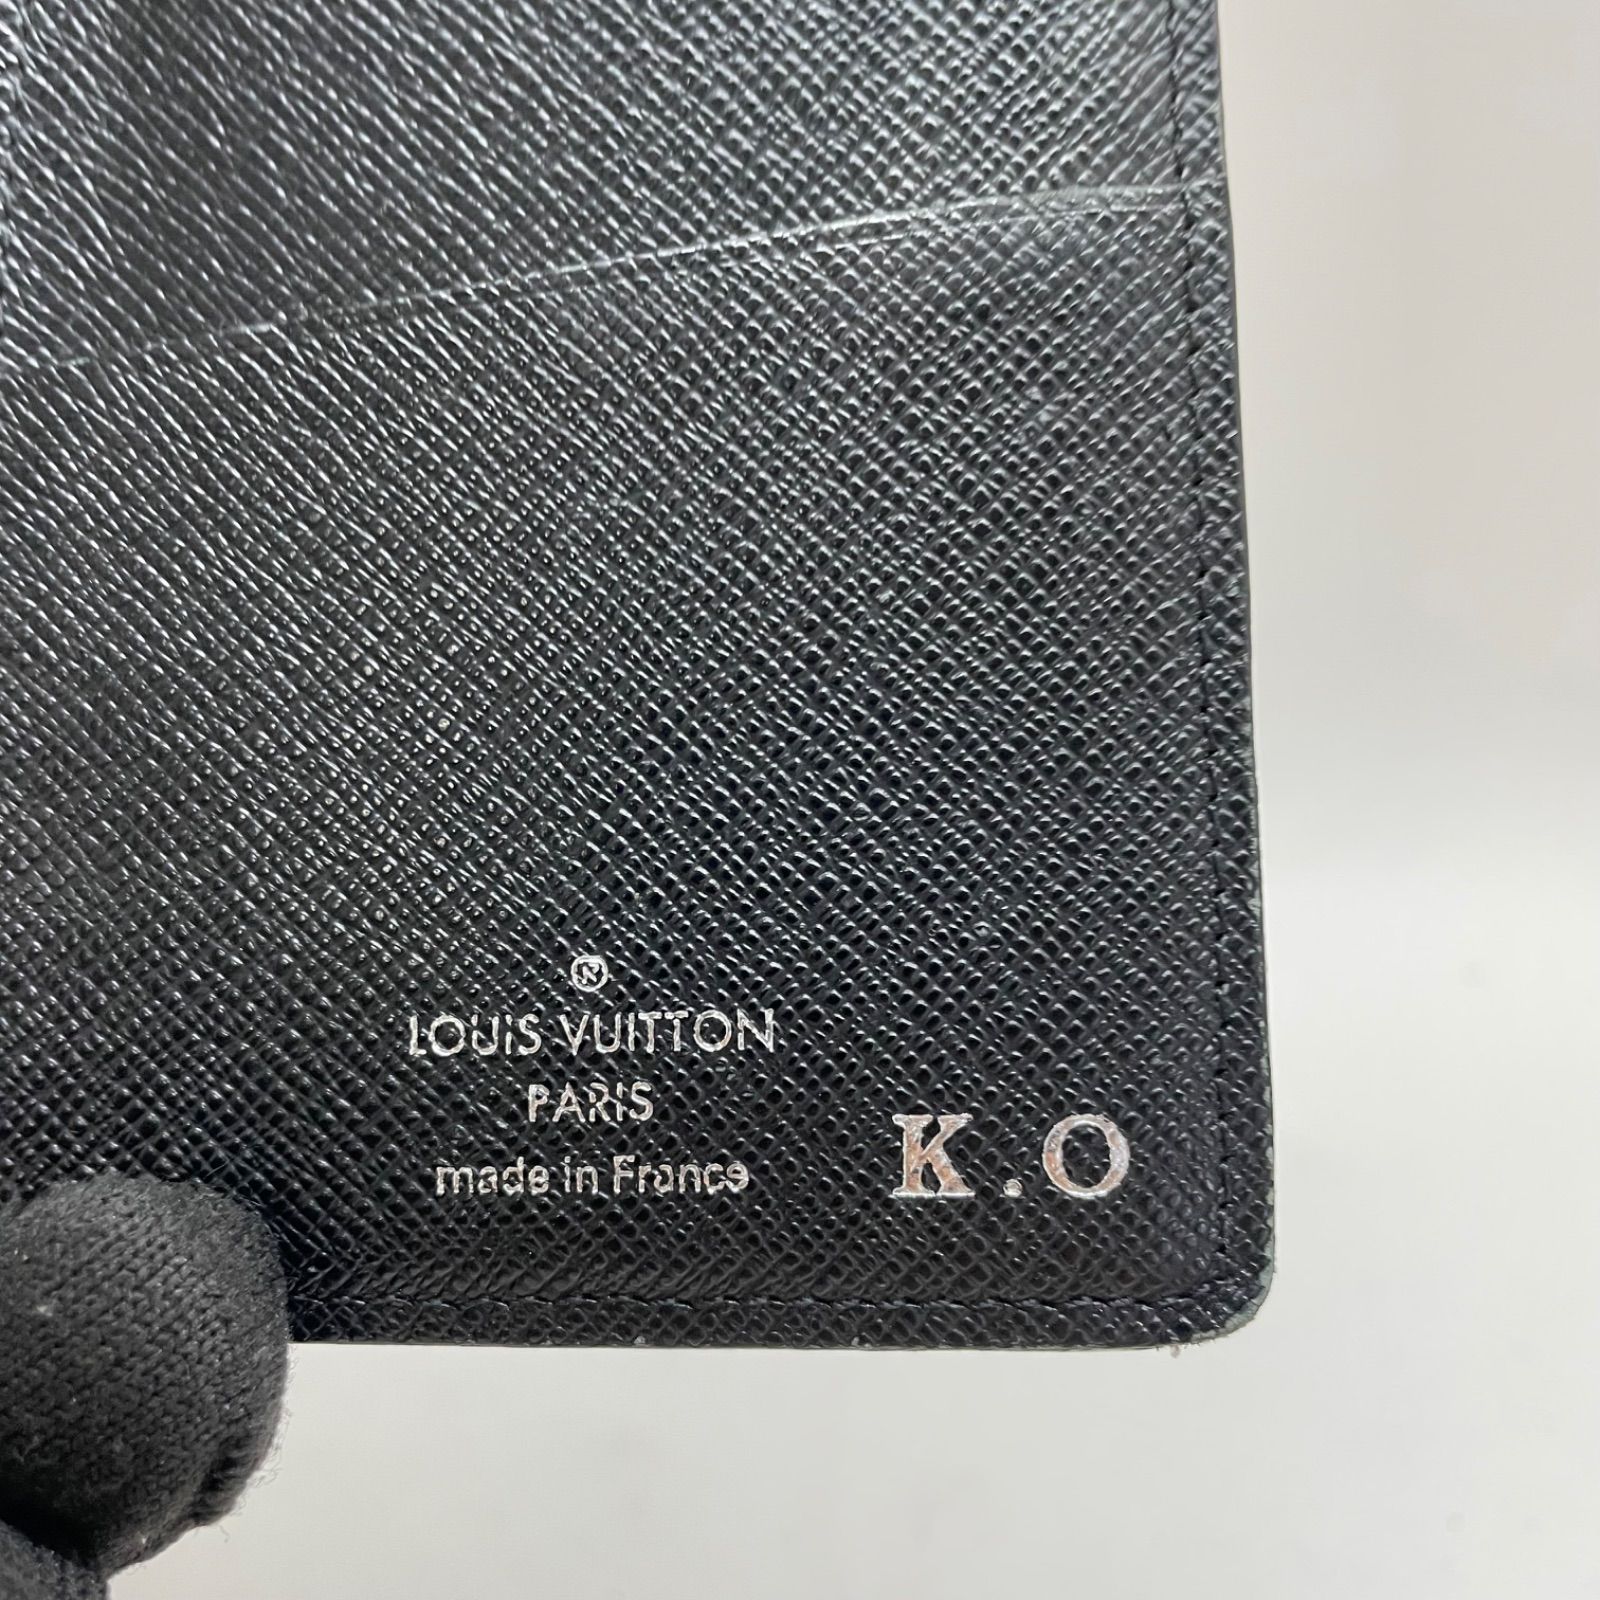 ®
LOUIS VUITTON
PARIS
made in France
K.O